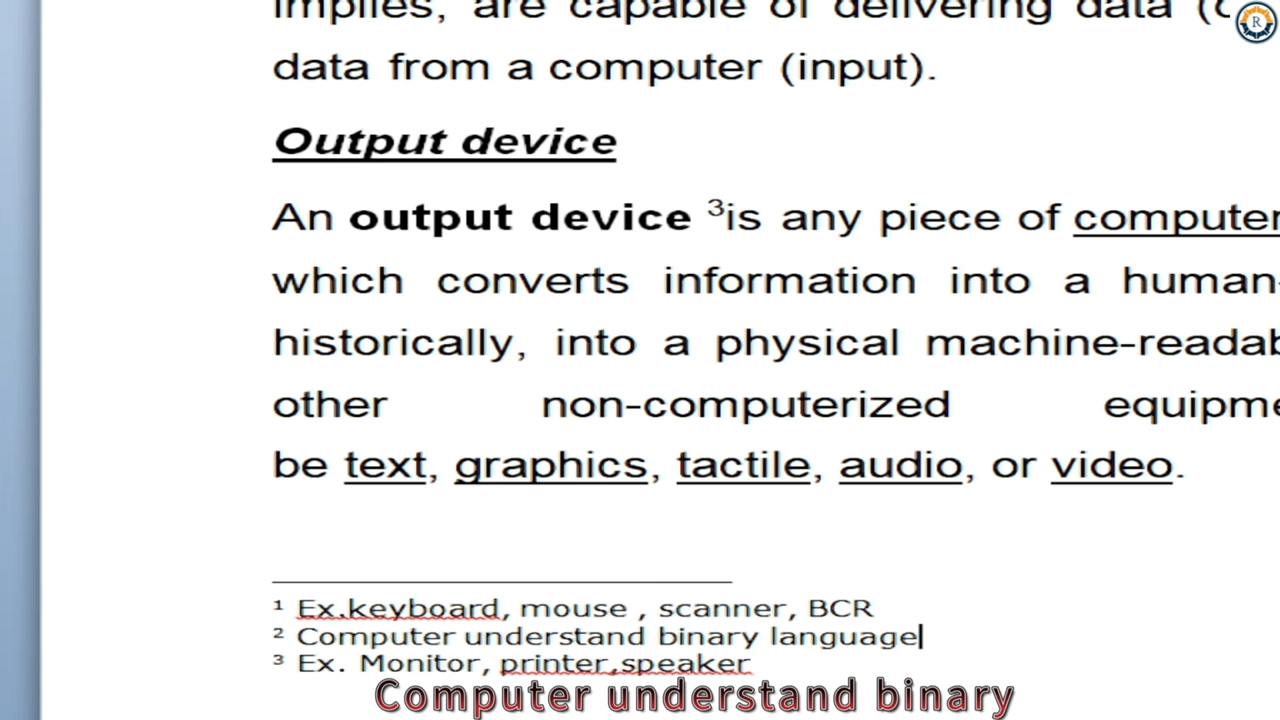 implies, are capable of delivering data (
data from a computer (input).
Output device
An output device ³is any piece of computer
which converts information into a human-
historically, into a physical machine-readab
other non-computerized equipme
be text, graphics, tactile, audio, or video.
¹ Ex.keyboard, mouse , scanner, BCR
² Computer understand binary language
³ Ex. Monitor, printer,speaker
Computer understand binary
R